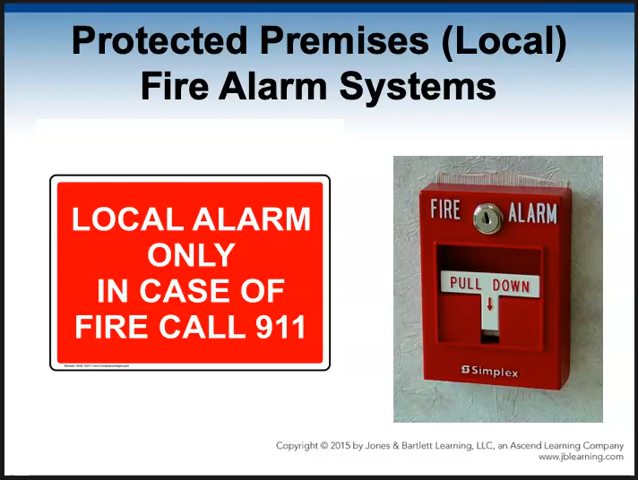 Protected Premises (Local)
Fire Alarm Systems
LOCAL ALARM
ONLY
IN CASE OF
FIRE CALL 911
FIRE ALARM
PULL DOWN
Simplex
Copyright © 2015 by Jones & Bartlett Learning, LLC, an Ascend Learning Company
www.jblearning.com